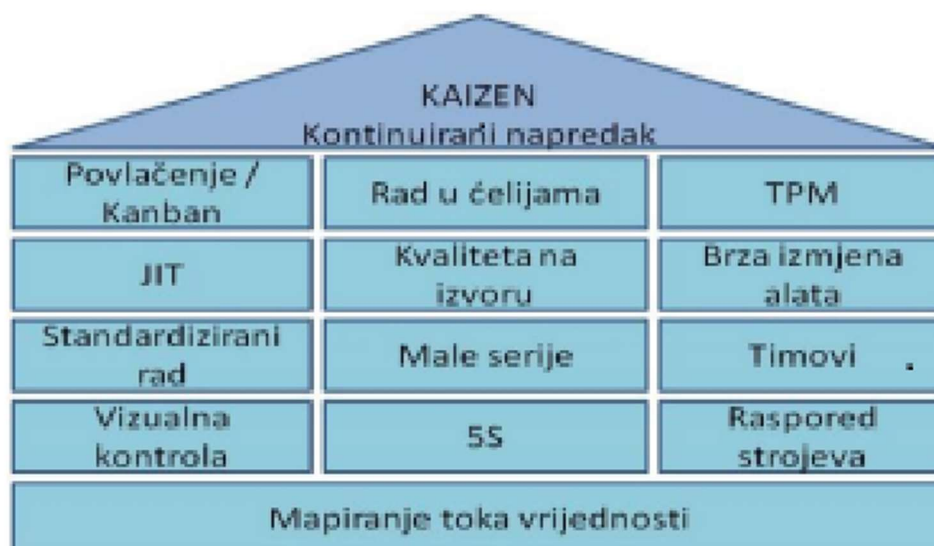 KAIZEN
Kontinuirani napredak
Povlačenje /
Kanban
Rad u ćelijama
TPM
JIT
Kvaliteta na
izvoru
Brza izmjena
alata
Standardizirani
rad
Male serije
Timovi
Vizualna
kontrola
5S
Raspored
strojeva
Mapiranje toka vrijednosti